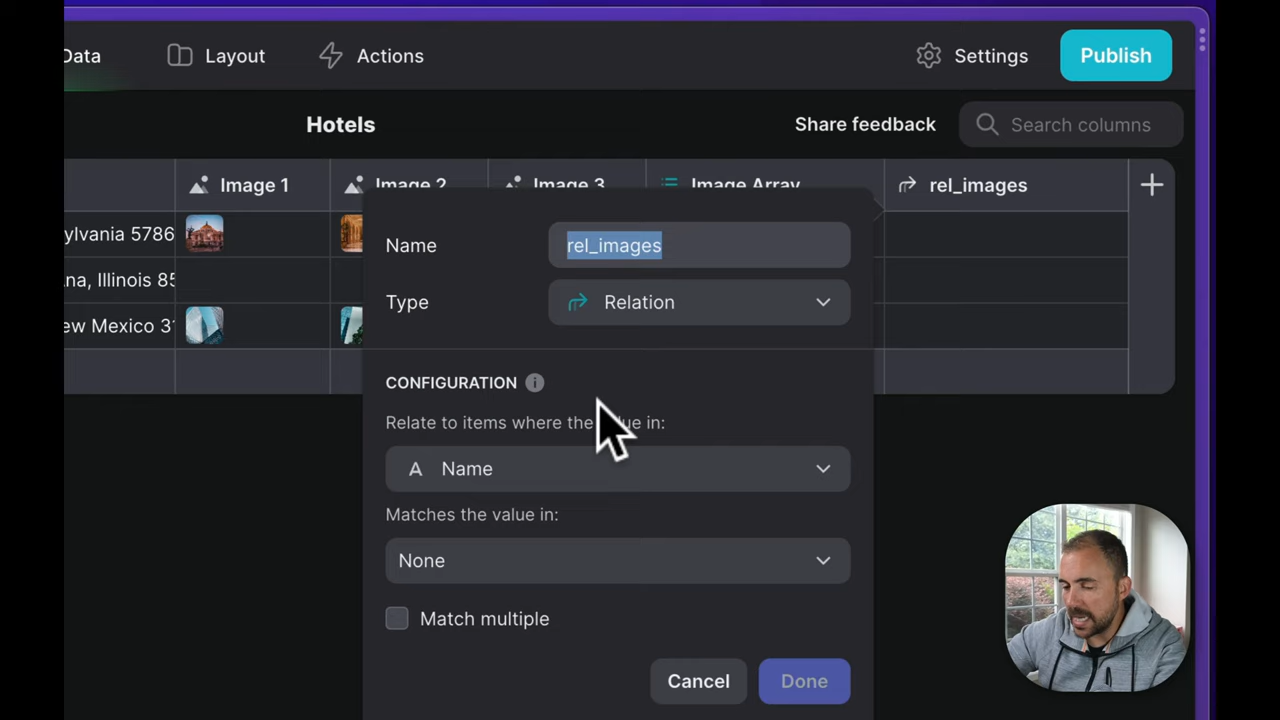 Data
Layout
Actions
Settings
Publish
Hotels
Share feedback
Search columns
Image 1
Image 2
Image 3
Image Array
rel_images
ylvania 5786
na, Illinois 85
ew Mexico 31
Name
rel_images
Type
Relation
CONFIGURATION
Relate to items where the value in:
A Name
Matches the value in:
None
Match multiple
Cancel
Done